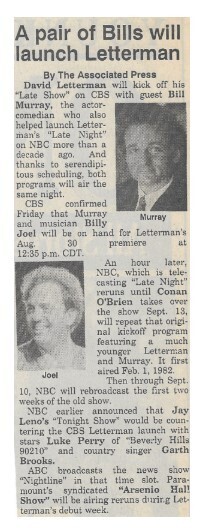 A pair of Bills will
launch Letterman
By The Associated Press
David Letterman will kick off his
"Late Show" on CBS with guest Bill
Murray, the actor-
comedian who also
helped launch Letter-
man's "Late Night"
on NBC more than a
decade ago. And
thanks to serendipi-
tous scheduling, both
programs will air the
same night.
CBS confirmed
Friday that Murray
and musician Billy
Joel will be on hand for Letterman's
Aug. 30 premiere at
12:35 p.m. CDT.
Murray
An hour later,
NBC, which is tele-
casting "Late Night"
reruns until Conan
O'Brien takes over
the show Sept. 13,
will repeat that origi-
nal kickoff program
featuring a much
younger Letterman
and Murray. It first
aired Feb. 1, 1982.
Joel
Then through Sept.
10, NBC will rebroadcast the first two
weeks of the old show.
NBC earlier announced that Jay
Leno's "Tonight Show" would be coun-
tering the CBS Letterman launch with
stars Luke Perry of "Beverly Hills
90210" and country singer Garth
Brooks.
ABC broadcasts the news show
"Nightline" in that time slot. Para-
mount's syndicated "Arsenio Hall
Show" will be airing reruns during Let-
terman's debut week.